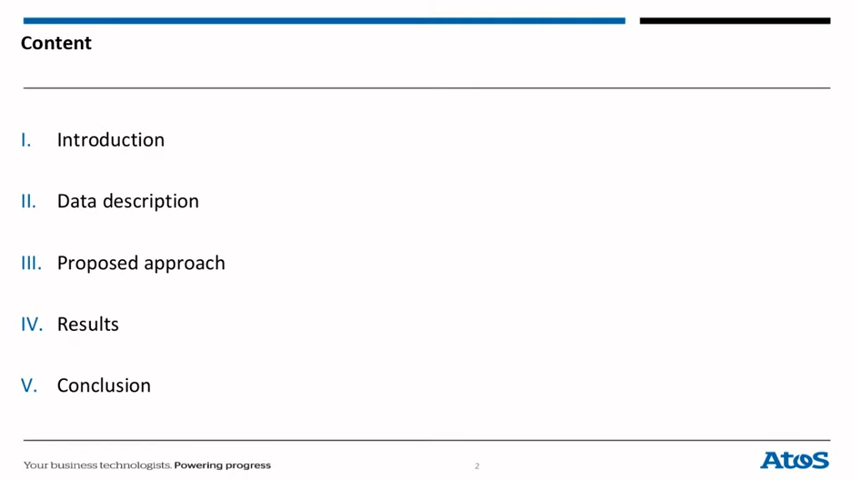 Content
I. Introduction
II. Data description
III. Proposed approach
IV. Results
V. Conclusion
Your business technologists. Powering progress
2
Atos